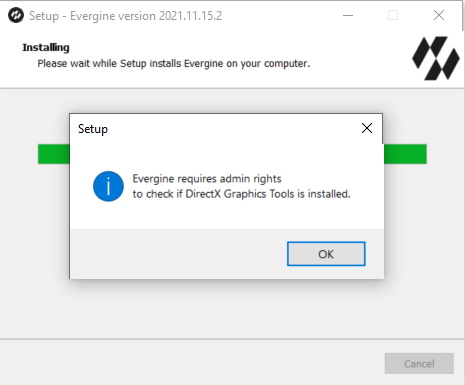 Setup - Evergine version 2021.11.15.2
Installing
Please wait while Setup installs Evergine on your computer.
Setup
Evergine requires admin rights
to check if DirectX Graphics Tools is installed.
OK
Cancel